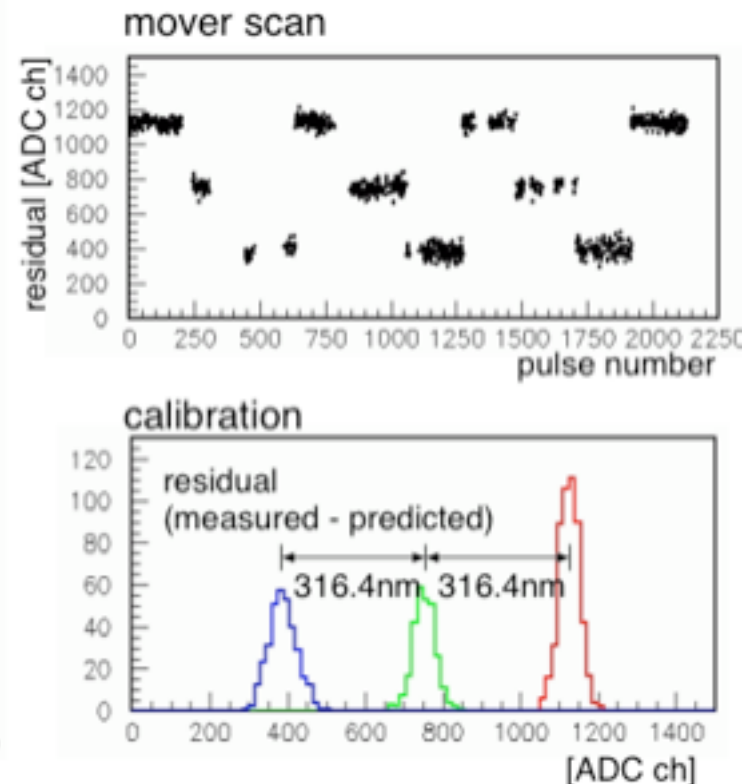 mover scan
residual [ADC ch]
1400
1200
1000
800
600
400
200
0
0 250 500 750 1000 1250 1500 1750 2000 2250
pulse number
calibration
120
100
80
60
40
20
0
residual
(measured - predicted)
316.4nm 316.4nm
0 200 400 600 800 1000 1200 1400
[ADC ch]